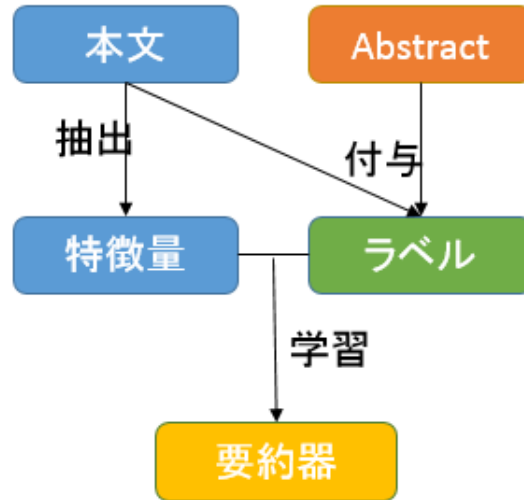 本文
Abstract
抽出
付与
特徴量
ラベル
学習
要約器